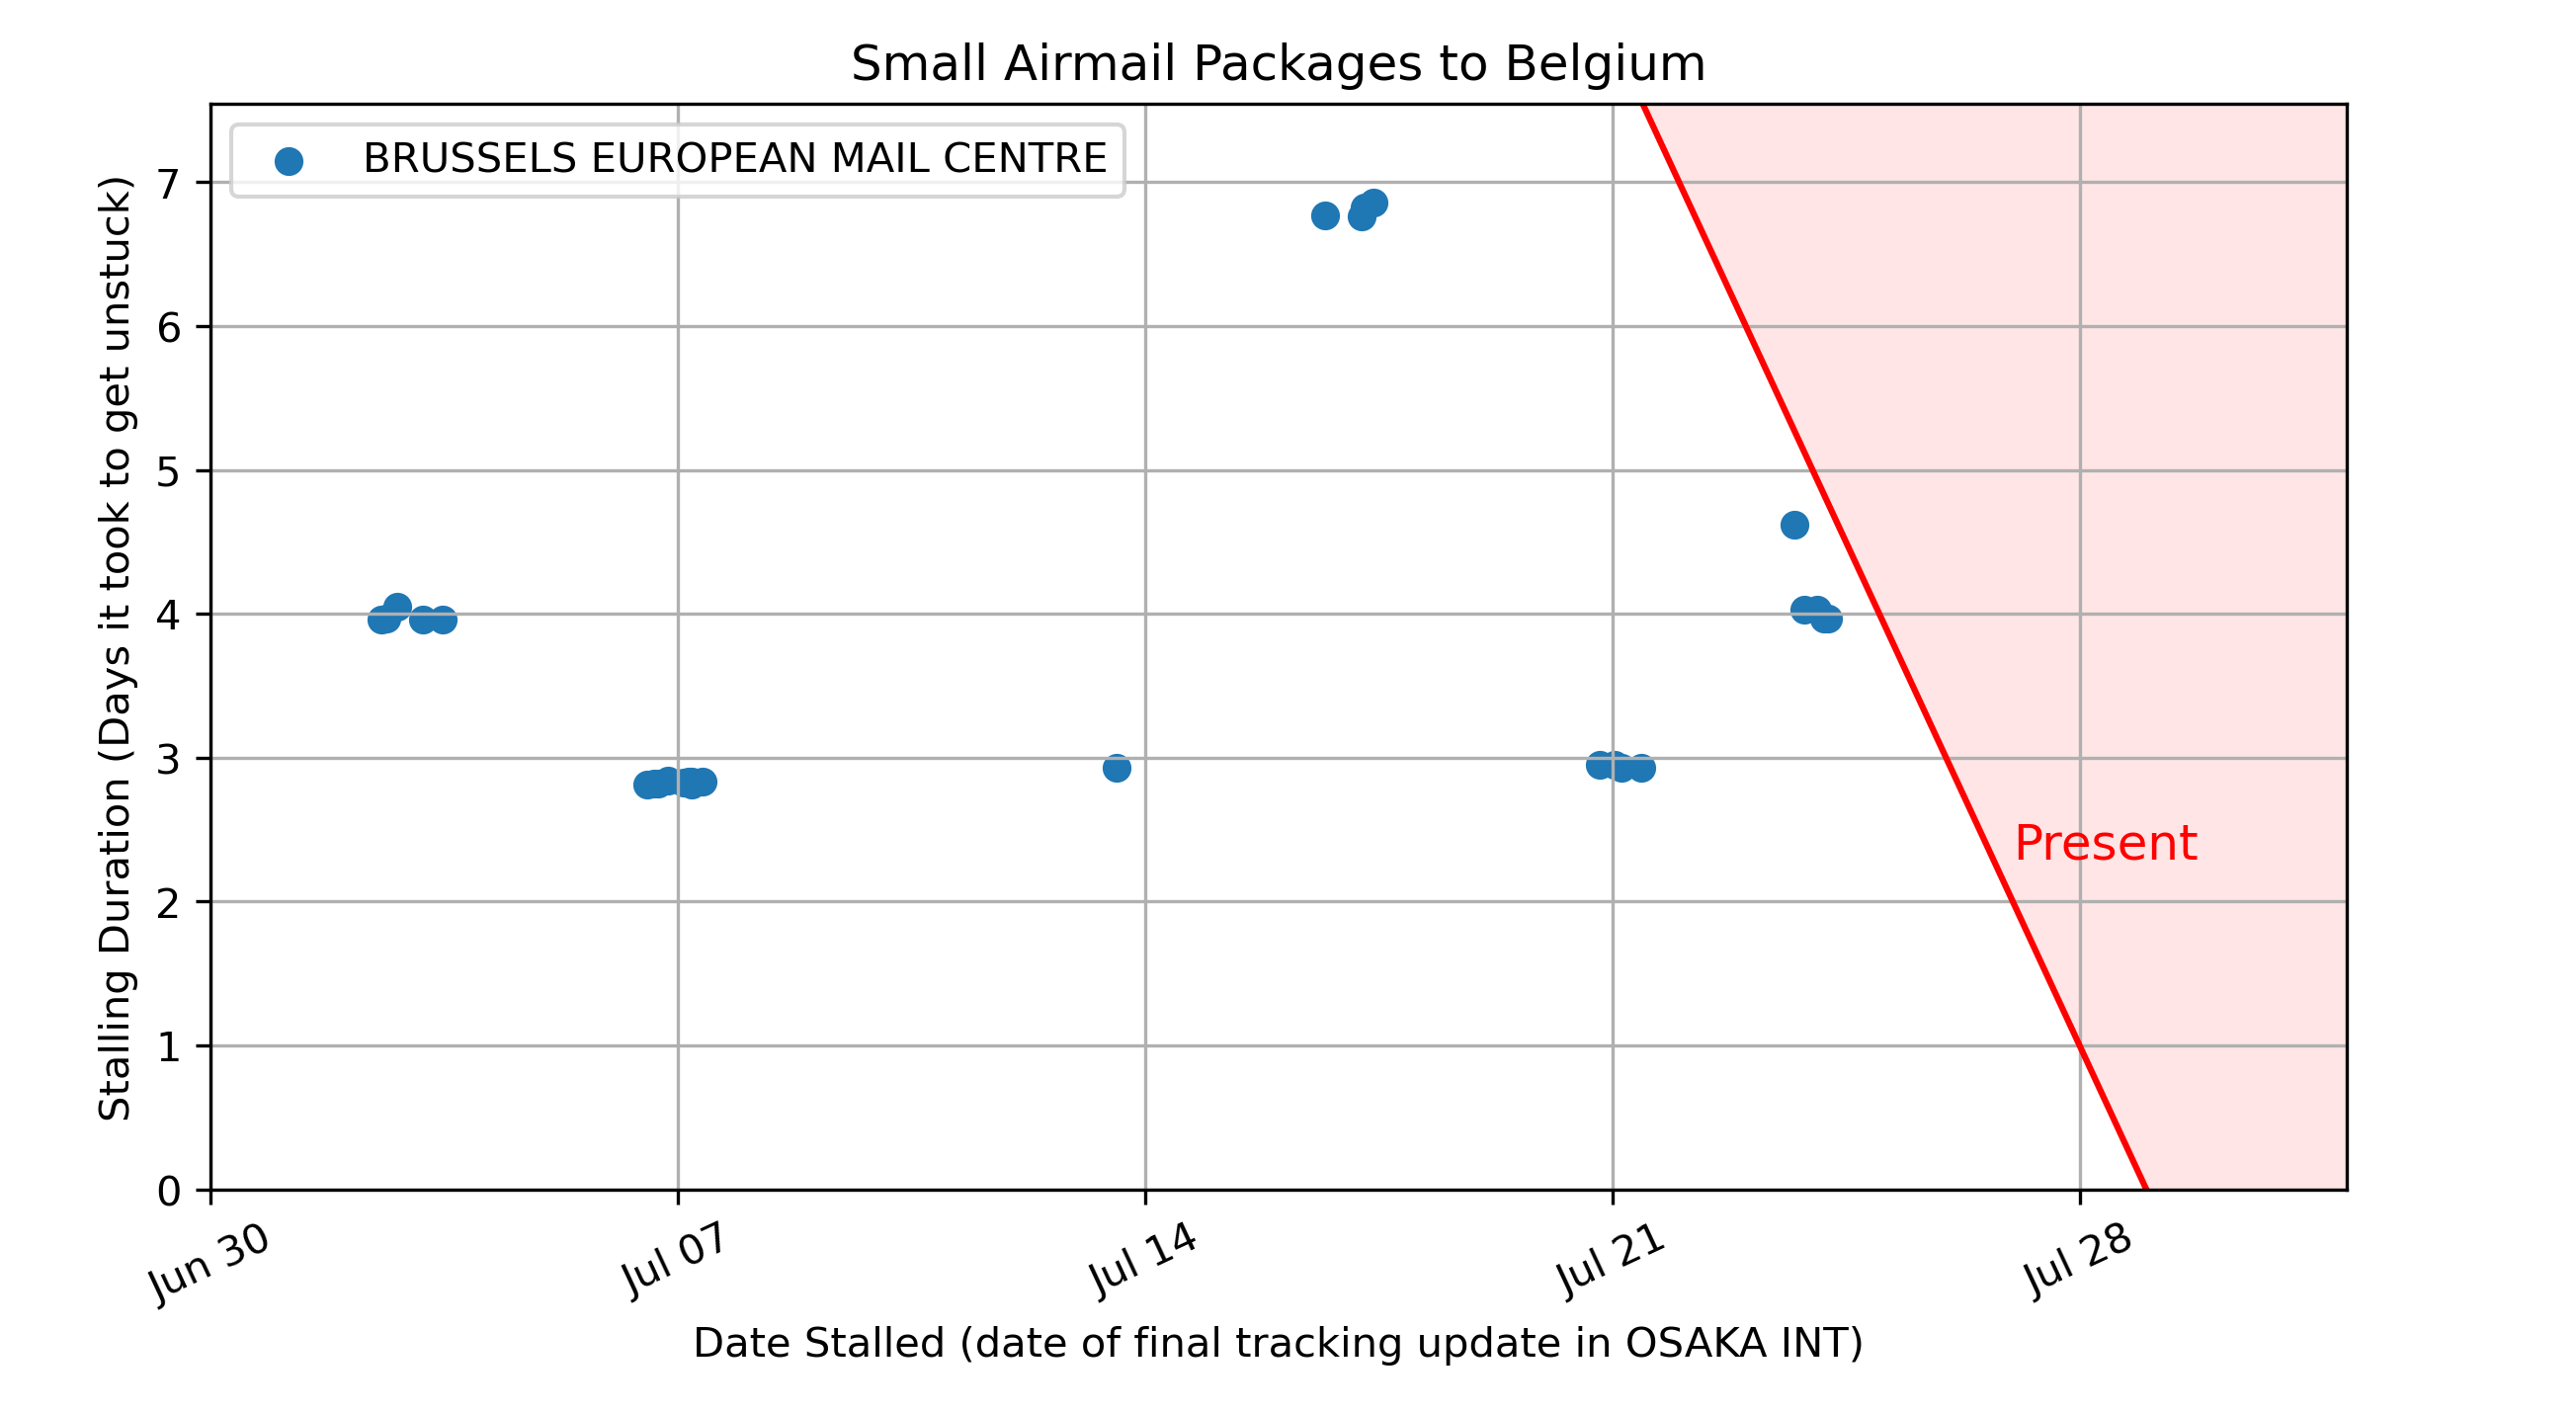 Small Airmail Packages to Belgium
BRUSSELS EUROPEAN MAIL CENTRE
Stalling Duration (Days it took to get unstuck)
7
6
5
4
3
2
1
0
Present
Jun 30
Jul 07
Jul 14
Jul 21
Jul 28
Date Stalled (date of final tracking update in OSAKA INT)